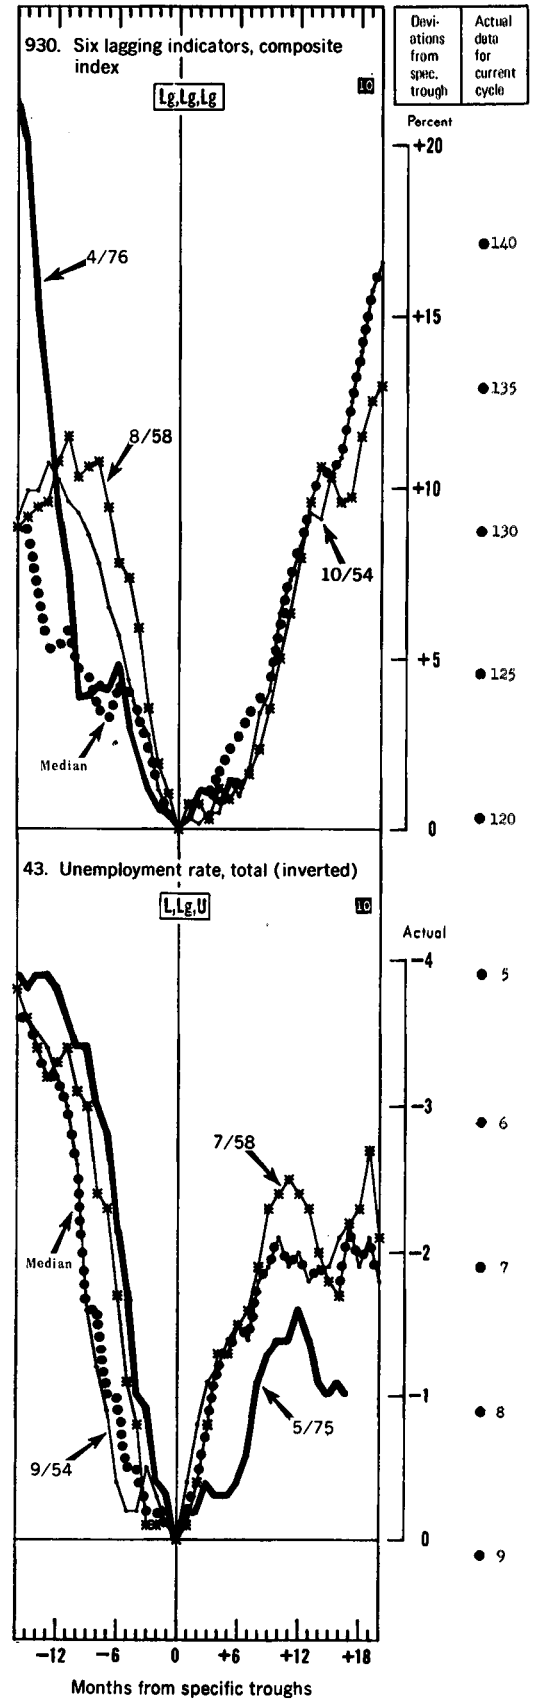 Devi-
ations
from
spec.
trough
Actual
data
for
current
cycle
930. Six lagging indicators, composite
index
Lg,Lg,Lg
10
Percent
+20
+15
+10
+5
0
140
135
130
125
120
4/76
8/58
10/54
Median
43. Unemployment rate, total (inverted)
L,Lg,U
10
Actual
-4
-3
-2
-1
0
5
6
7
8
9
7/58
Median
5/75
9/54
-12 -6 0 +6 +12 +18
Months from specific troughs